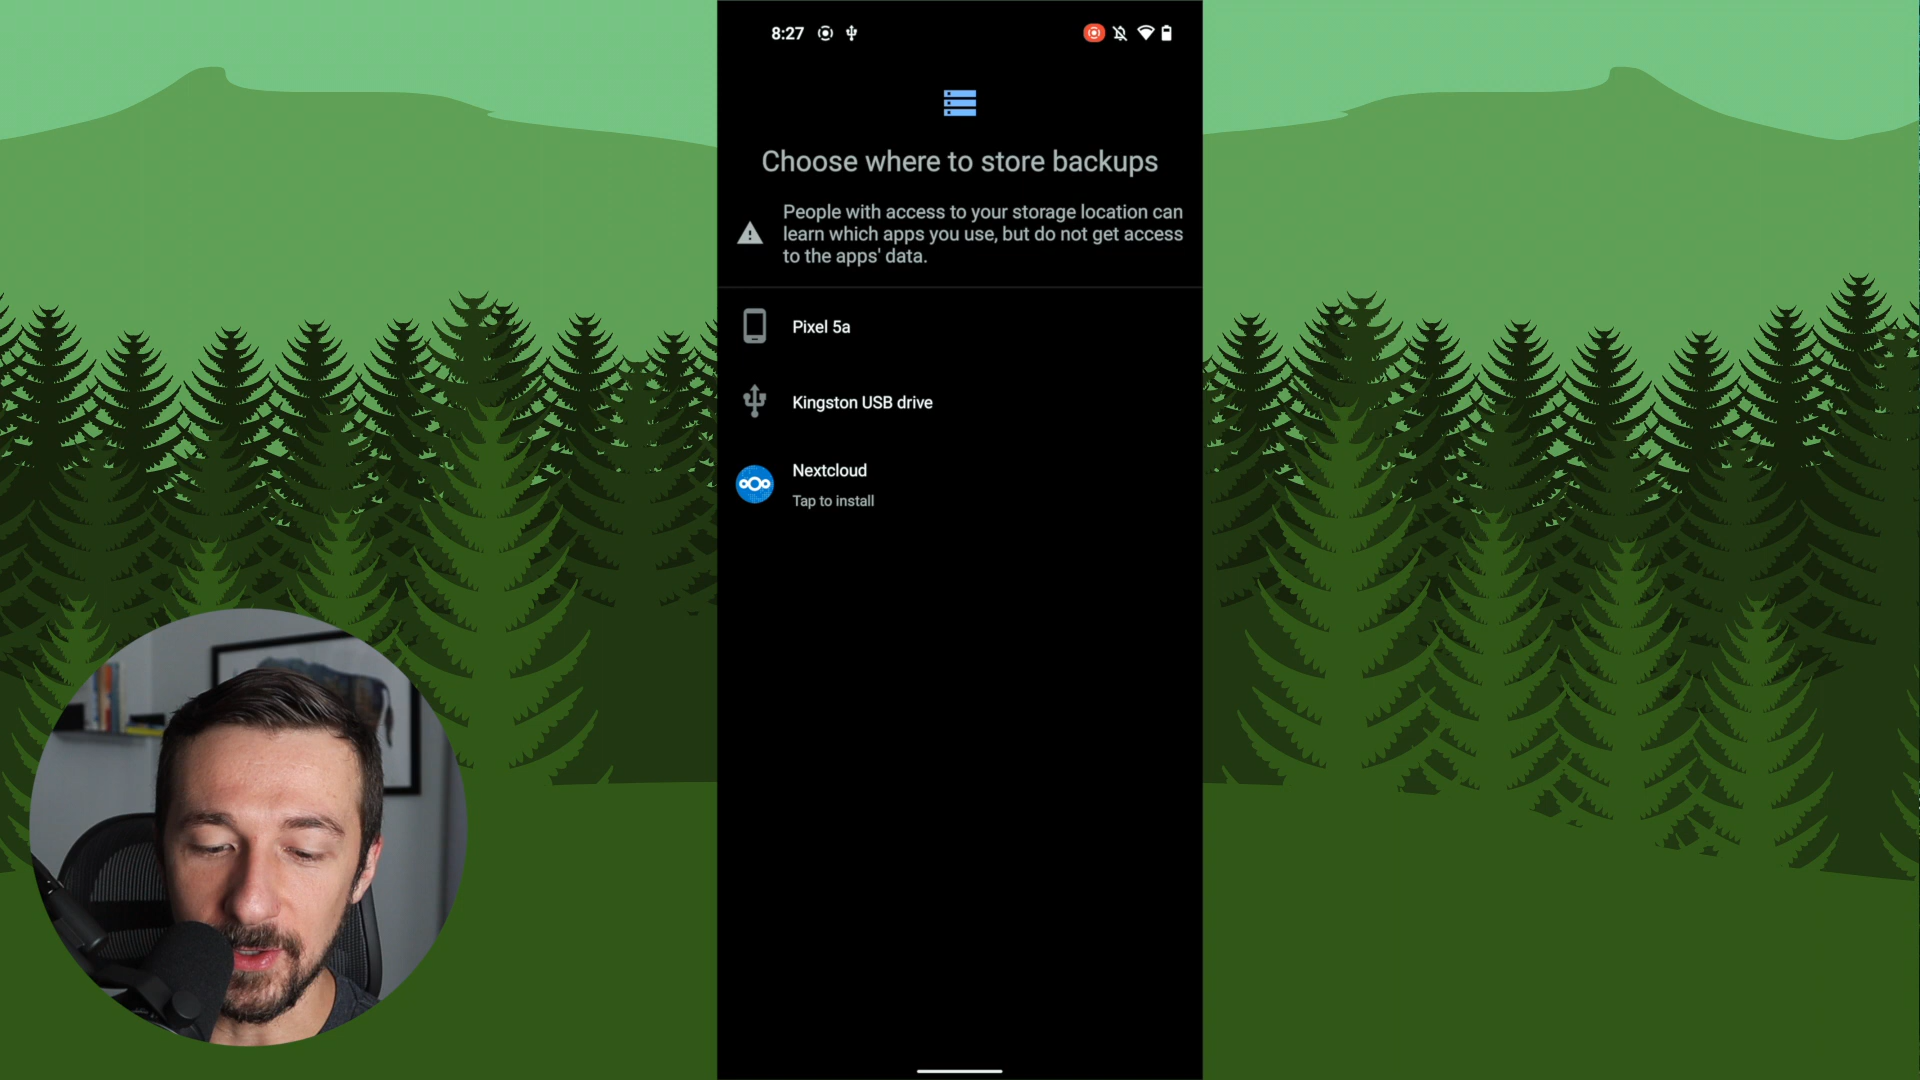 8:27
Choose where to store backups
People with access to your storage location can
learn which apps you use, but do not get access
to the apps' data.
Pixel 5a
Kingston USB drive
Nextcloud
Tap to install